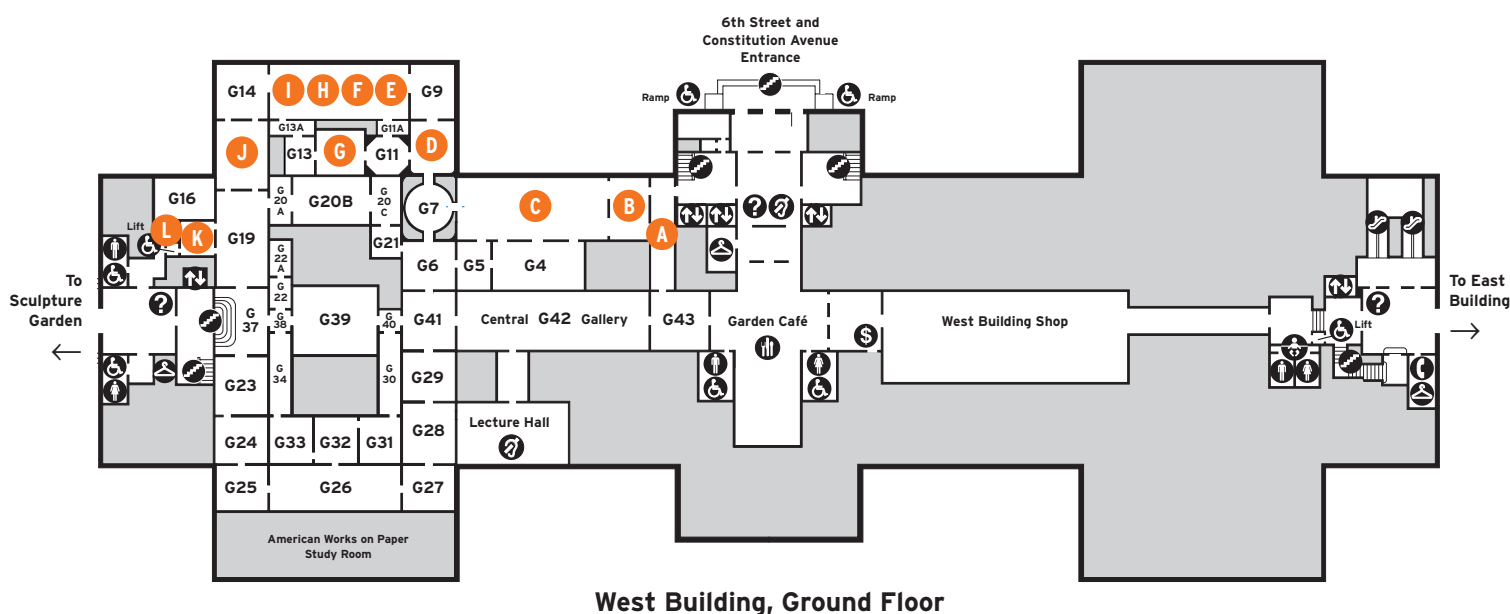 6th Street and
Constitution Avenue
Entrance
Ramp
Ramp
G14
I
H
F
E
G9
G13A
G11A
J
G13
G
G11
D
G16
G
20
A
G20B
G
20
C
G7
C
B
A
?
Lift
L
K
G19
G21
G
22
A
G6
G5
G4
To
Sculpture
Garden
?
G
22
G
37
G
38
G39
G
40
G41
Central G42 Gallery
G43
Garden Café
$
West Building Shop
?
Lift
To East
Building
G23
G
34
G
30
G29
G24
G33
G32
G31
G28
Lecture Hall
G25
G26
G27
American Works on Paper
Study Room
West Building, Ground Floor